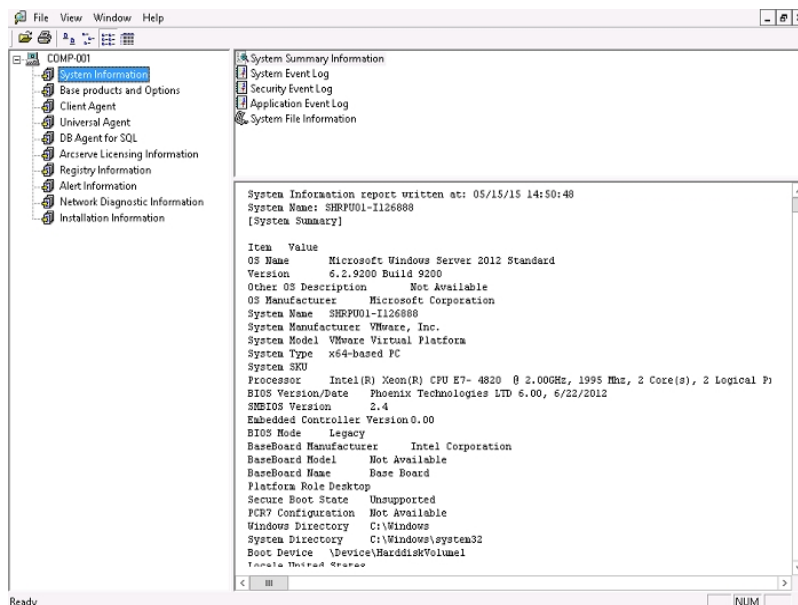 File View Window Help
COMP-001
System Information
Base products and Options
Client Agent
Universal Agent
DB Agent for SQL
Arcserve Licensing Information
Registry Information
Alert Information
Network Diagnostic Information
Installation Information
System Summary Information
System Event Log
Security Event Log
Application Event Log
System File Information
System Information report written at: 05/15/15 14:50:48
System Name: SHRPU01-I126888
[System Summary]
Item Value
OS Name Microsoft Windows Server 2012 Standard
Version 6.2.9200 Build 9200
Other OS Description Not Available
OS Manufacturer Microsoft Corporation
System Name SHRPU01-I126888
System Manufacturer VMware, Inc.
System Model VMware Virtual Platform
System Type x64-based PC
System SKU
Processor Intel(R) Xeon(R) CPU E7- 4820 @ 2.00GHz, 1995 Mhz, 2 Core(s), 2 Logical
BIOS Version/Date Phoenix Technologies LTD 6.00, 6/22/2012
SMBIOS Version 2.4
Embedded Controller Version 0.00
BIOS Mode Legacy
BaseBoard Manufacturer Intel Corporation
BaseBoard Model Not Available
BaseBoard Name Base Board
Platform Role Desktop
Secure Boot State Unsupported
PCR7 Configuration Not Available
Windows Directory C:\Windows
System Directory C:\Windows\system32
Boot Device \Device\HarddiskVolume1
Locale United States
Ready NUM